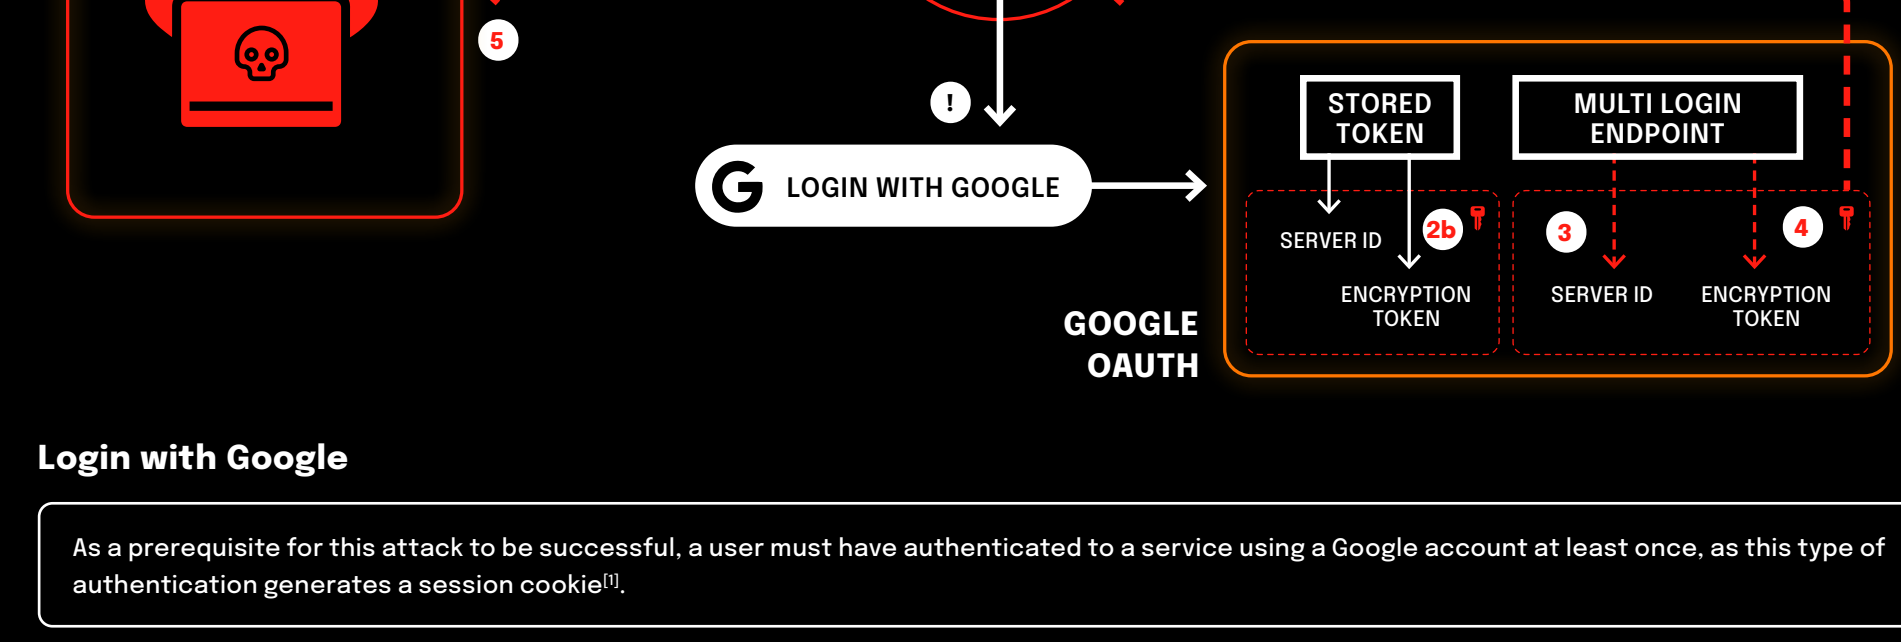 5
!
STORED
TOKEN
MULTI LOGIN
ENDPOINT
LOGIN WITH GOOGLE
SERVER ID
2b
ENCRYPTION
TOKEN
3
SERVER ID
4
ENCRYPTION
TOKEN
GOOGLE
OAUTH
Login with Google
As a prerequisite for this attack to be successful, a user must have authenticated to a service using a Google account at least once, as this type of
authentication generates a session cookie[1].